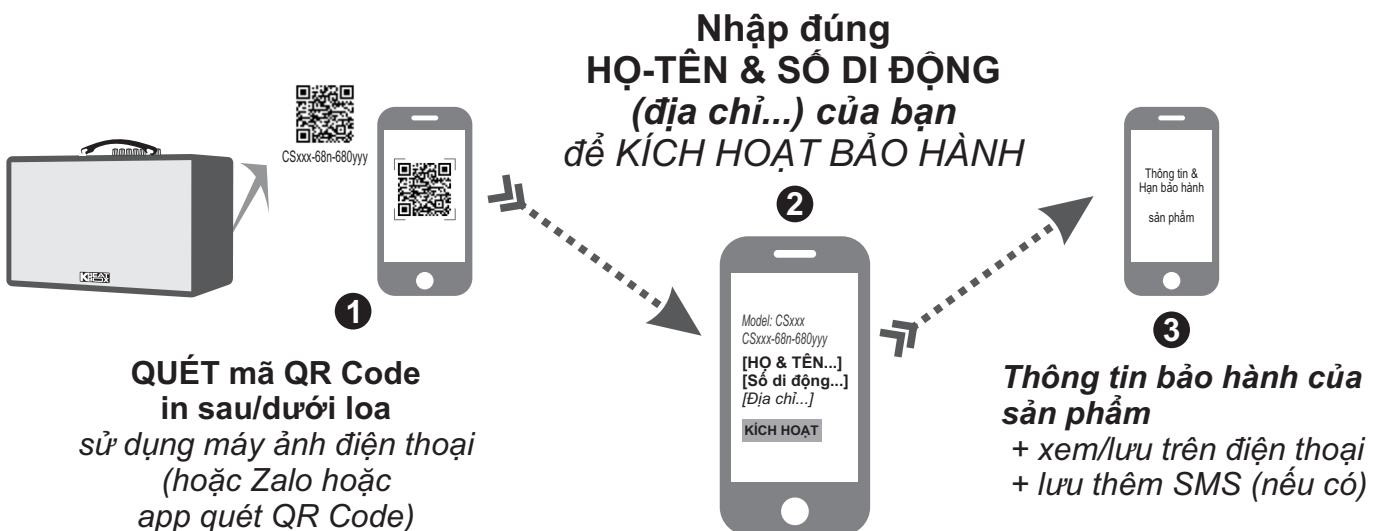 CSxxx-68n-680yyy
❶
QUÉT mã QR Code
in sau/dưới loa
sử dụng máy ảnh điện thoại
(hoặc Zalo hoặc
app quét QR Code)
Nhập đúng
HỌ-TÊN & SỐ DI ĐỘNG
(địa chỉ...) của bạn
để KÍCH HOẠT BẢO HÀNH
❷
Model: CSxxx
CSxxx-68n-680yyy
[HỌ & TÊN...]
[Số di động...]
[Địa chỉ...]
KÍCH HOẠT
Thông tin &
Hạn bảo hành
sản phẩm
❸
Thông tin bảo hành của
sản phẩm
+ xem/lưu trên điện thoại
+ lưu thêm SMS (nếu có)